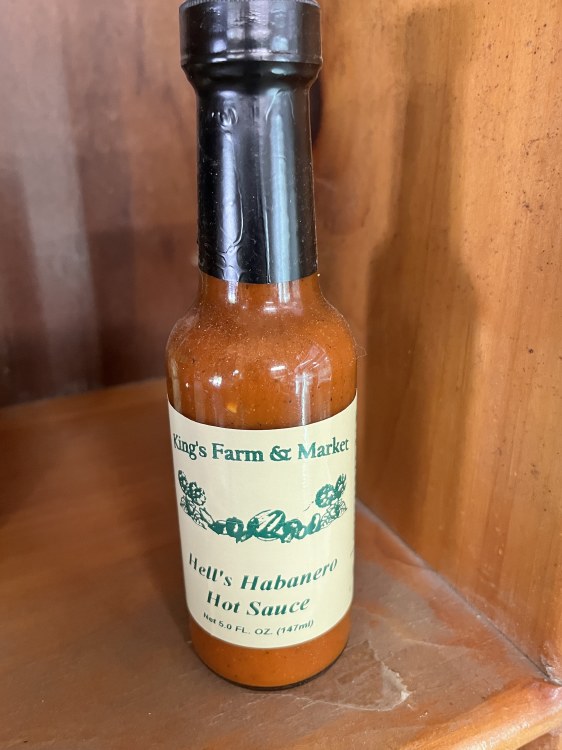 King's Farm & Market
Hell's Habanero
Hot Sauce
Net 5.0 FL. OZ. (147ml)